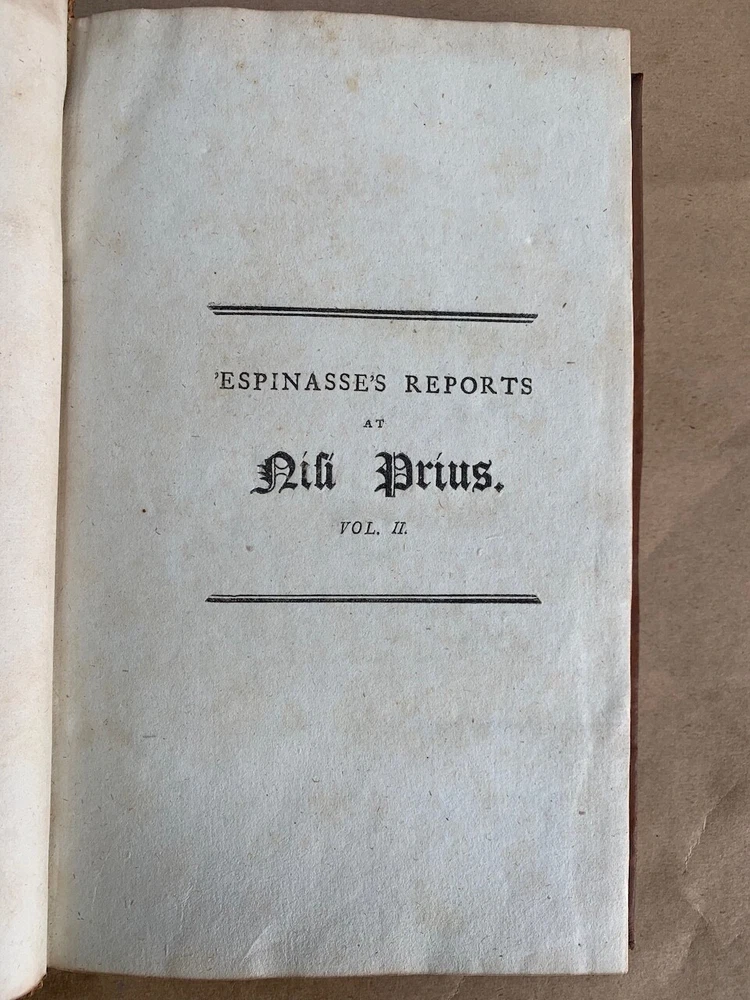 'ESPINASSE'S REPORTS
AT
Niſi Prius.
VOL. II.